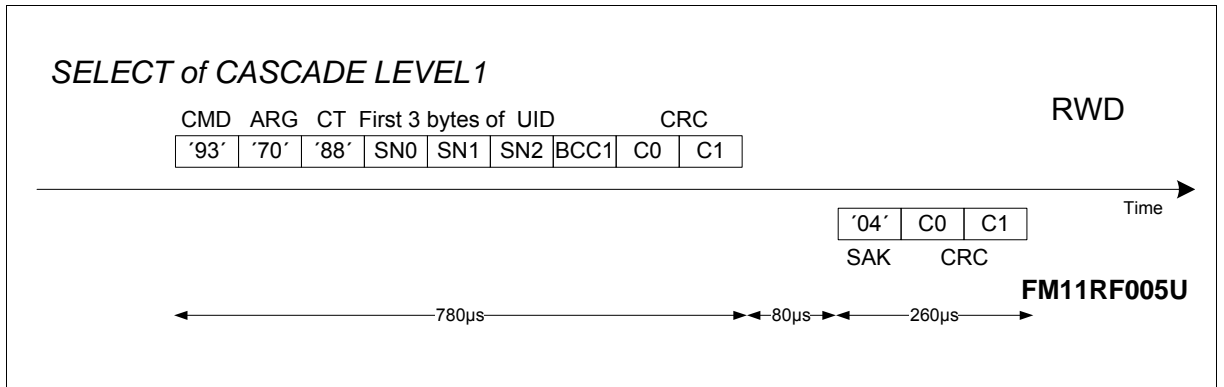 SELECT of CASCADE LEVEL1
RWD
CMD ARG CT First 3 bytes of UID CRC
´93´ ´70´ ´88´ SN0 SN1 SN2 BCC1 C0 C1
Time
´04´ C0 C1
SAK CRC
FM11RF005U
780µs 80µs 260µs